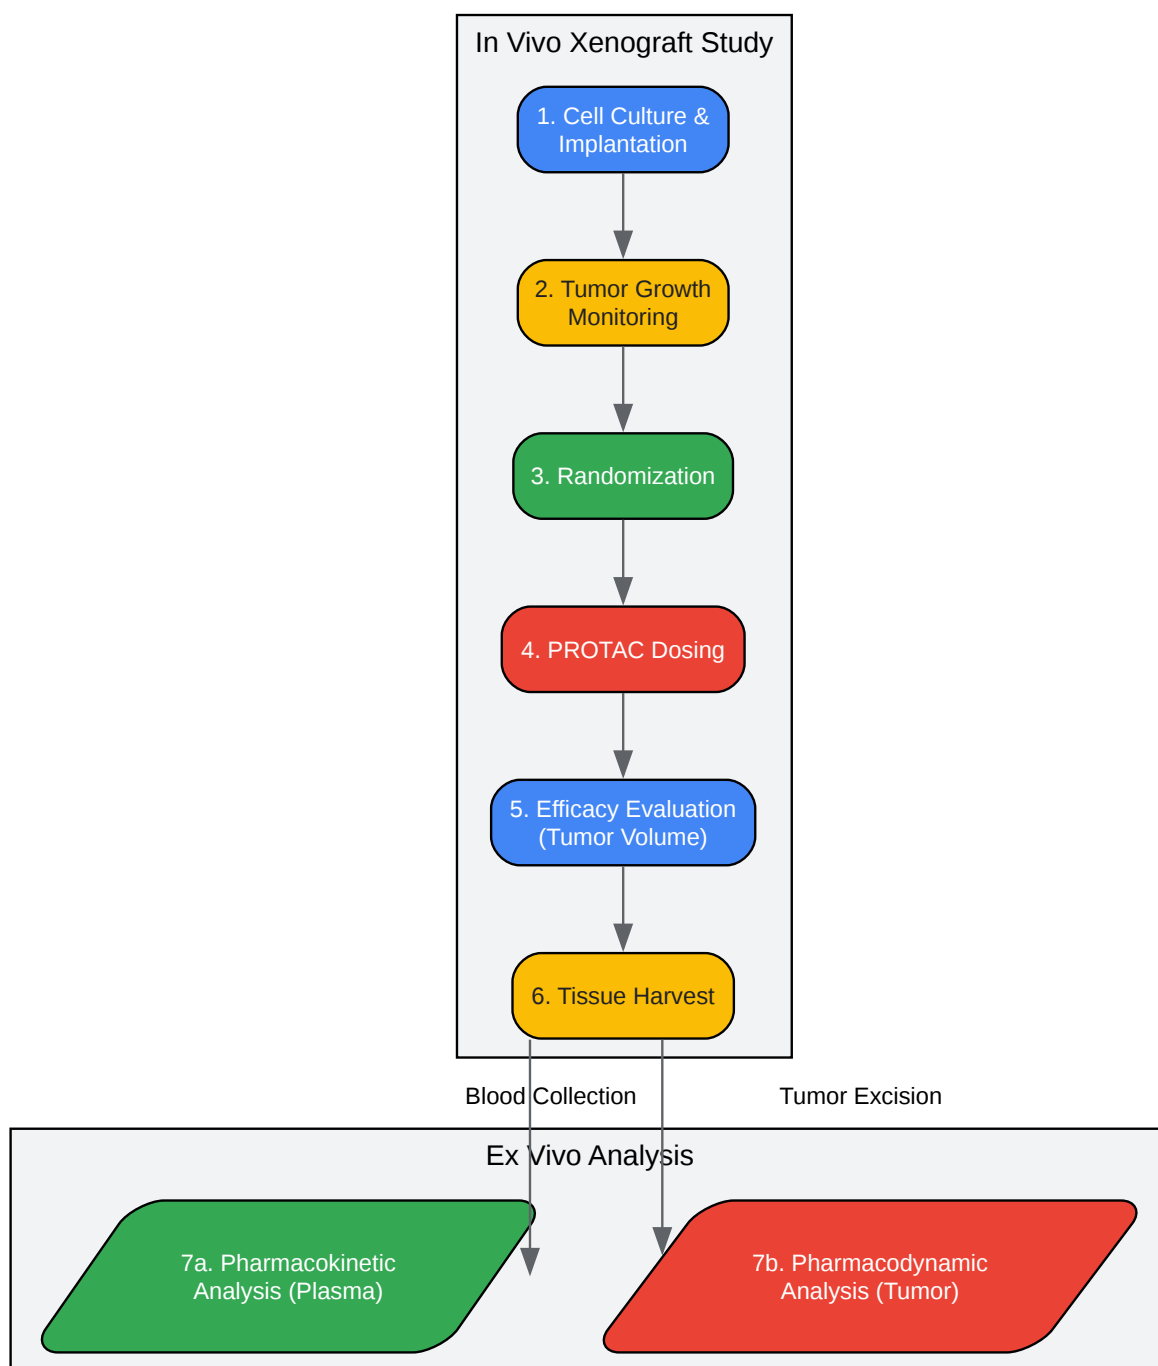 In Vivo Xenograft Study
1. Cell Culture &
Implantation
2. Tumor Growth
Monitoring
3. Randomization
4. PROTAC Dosing
5. Efficacy Evaluation
(Tumor Volume)
6. Tissue Harvest
Blood Collection
Tumor Excision
Ex Vivo Analysis
7a. Pharmacokinetic
Analysis (Plasma)
7b. Pharmacodynamic
Analysis (Tumor)